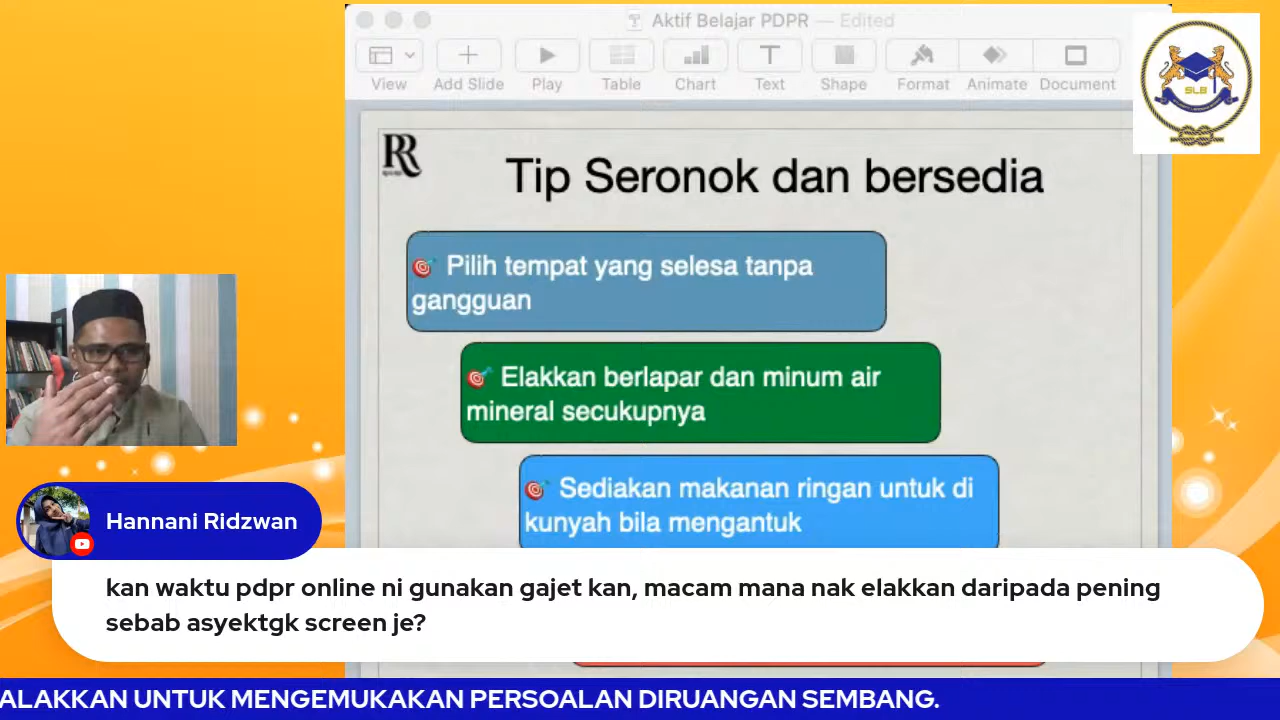 Aktif Belajar PDPR — Edited
View
Add Slide
Play
Table
Chart
Text
Shape
Format
Animate
Document
SLB
RR
Tip Seronok dan bersedia
Pilih tempat yang selesa tanpa
gangguan
Elakkan berlapar dan minum air
mineral secukupnya
Sediakan makanan ringan untuk di
kunyah bila mengantuk
Hannani Ridzwan
kan waktu pdpr online ni gunakan gajet kan, macam mana nak elakkan daripada pening
sebab asyektgk screen je?
ALAKKAN UNTUK MENGEMUKAKAN PERSOALAN DIRUANGAN SEMBANG.